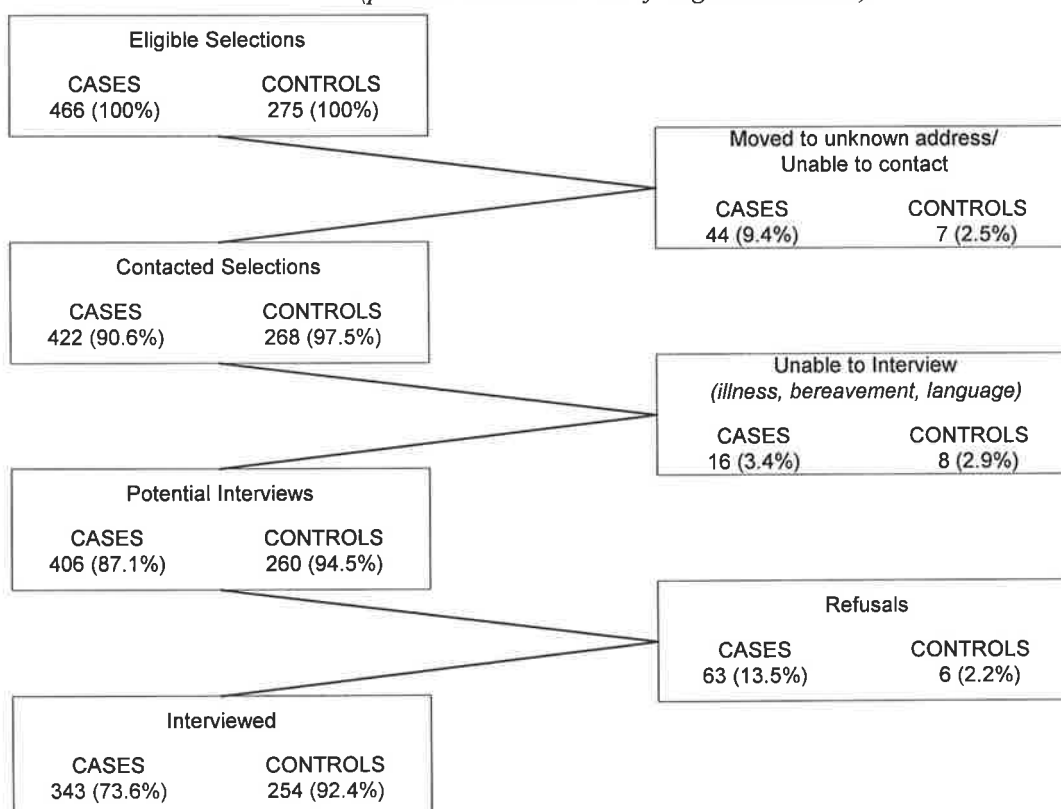 Eligible Selections
CASES CONTROLS
466 (100%) 275 (100%)
Moved to unknown address/
Unable to contact
CASES CONTROLS
44 (9.4%) 7 (2.5%)
Contacted Selections
CASES CONTROLS
422 (90.6%) 268 (97.5%)
Unable to Interview
(illness, bereavement, language)
CASES CONTROLS
16 (3.4%) 8 (2.9%)
Potential Interviews
CASES CONTROLS
406 (87.1%) 260 (94.5%)
Refusals
CASES CONTROLS
63 (13.5%) 6 (2.2%)
Interviewed
CASES CONTROLS
343 (73.6%) 254 (92.4%)